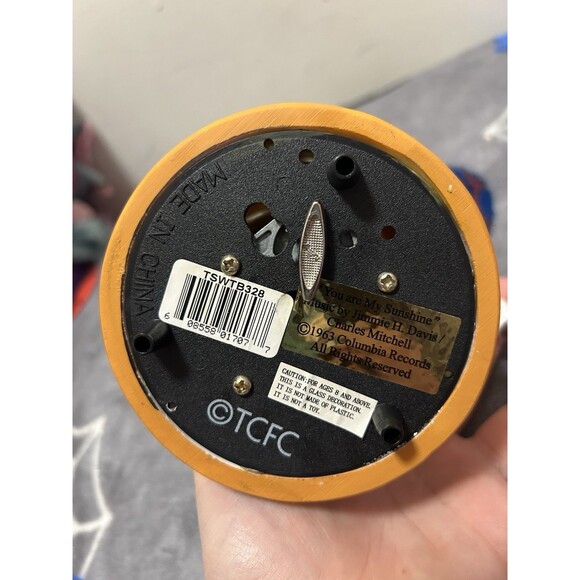 MADE IN CHINA
TSWTB328
6 08558 01707 7
"You are My Sunshine"
Music by Jimmie H. Davis /
Charles Mitchell
©1963 Columbia Records
All Rights Reserved
CAUTION:FOR AGES 8 AND ABOVE.
THIS IS A GLASS DECORATION.
IT IS NOT MADE OF PLASTIC.
IT IS NOT A TOY.
©TCFC